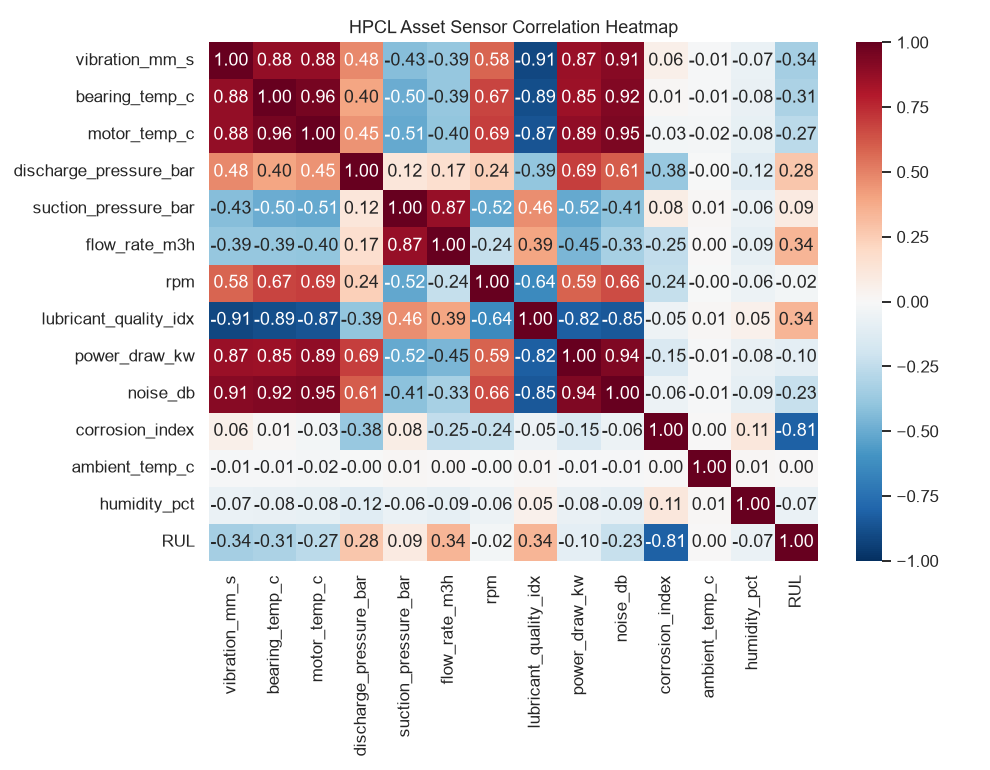 HPCL Asset Sensor Correlation Heatmap
vibration_mm_s 1.00 0.88 0.88 0.48 -0.43 -0.39 0.58 -0.91 0.87 0.91 0.06 -0.01 -0.07 -0.34
bearing_temp_c 0.88 1.00 0.96 0.40 -0.50 -0.39 0.67 -0.89 0.85 0.92 0.01 -0.01 -0.08 -0.31
motor_temp_c 0.88 0.96 1.00 0.45 -0.51 -0.40 0.69 -0.87 0.89 0.95 -0.03 -0.02 -0.08 -0.27
discharge_pressure_bar 0.48 0.40 0.45 1.00 0.12 0.17 0.24 -0.39 0.69 0.61 -0.38 -0.00 -0.12 0.28
suction_pressure_bar -0.43 -0.50 -0.51 0.12 1.00 0.87 -0.52 0.46 -0.52 -0.41 0.08 0.01 -0.06 0.09
flow_rate_m3h -0.39 -0.39 -0.40 0.17 0.87 1.00 -0.24 0.39 -0.45 -0.33 -0.25 0.00 -0.09 0.34
rpm 0.58 0.67 0.69 0.24 -0.52 -0.24 1.00 -0.64 0.59 0.66 -0.24 -0.00 -0.06 -0.02
lubricant_quality_idx -0.91 -0.89 -0.87 -0.39 0.46 0.39 -0.64 1.00 -0.82 -0.85 -0.05 0.01 0.05 0.34
power_draw_kw 0.87 0.85 0.89 0.69 -0.52 -0.45 0.59 -0.82 1.00 0.94 -0.15 -0.01 -0.08 -0.10
noise_db 0.91 0.92 0.95 0.61 -0.41 -0.33 0.66 -0.85 0.94 1.00 -0.06 -0.01 -0.09 -0.23
corrosion_index 0.06 0.01 -0.03 -0.38 0.08 -0.25 -0.24 -0.05 -0.15 -0.06 1.00 0.00 0.11 -0.81
ambient_temp_c -0.01 -0.01 -0.02 -0.00 0.01 0.00 -0.00 0.01 -0.01 -0.01 0.00 1.00 0.01 0.00
humidity_pct -0.07 -0.08 -0.08 -0.12 -0.06 -0.09 -0.06 0.05 -0.08 -0.09 0.11 0.01 1.00 -0.07
RUL -0.34 -0.31 -0.27 0.28 0.09 0.34 -0.02 0.34 -0.10 -0.23 -0.81 0.00 -0.07 1.00
vibration_mm_s
bearing_temp_c
motor_temp_c
discharge_pressure_bar
suction_pressure_bar
flow_rate_m3h
rpm
lubricant_quality_idx
power_draw_kw
noise_db
corrosion_index
ambient_temp_c
humidity_pct
RUL
1.00
0.75
0.50
0.25
0.00
−0.25
−0.50
−0.75
−1.00